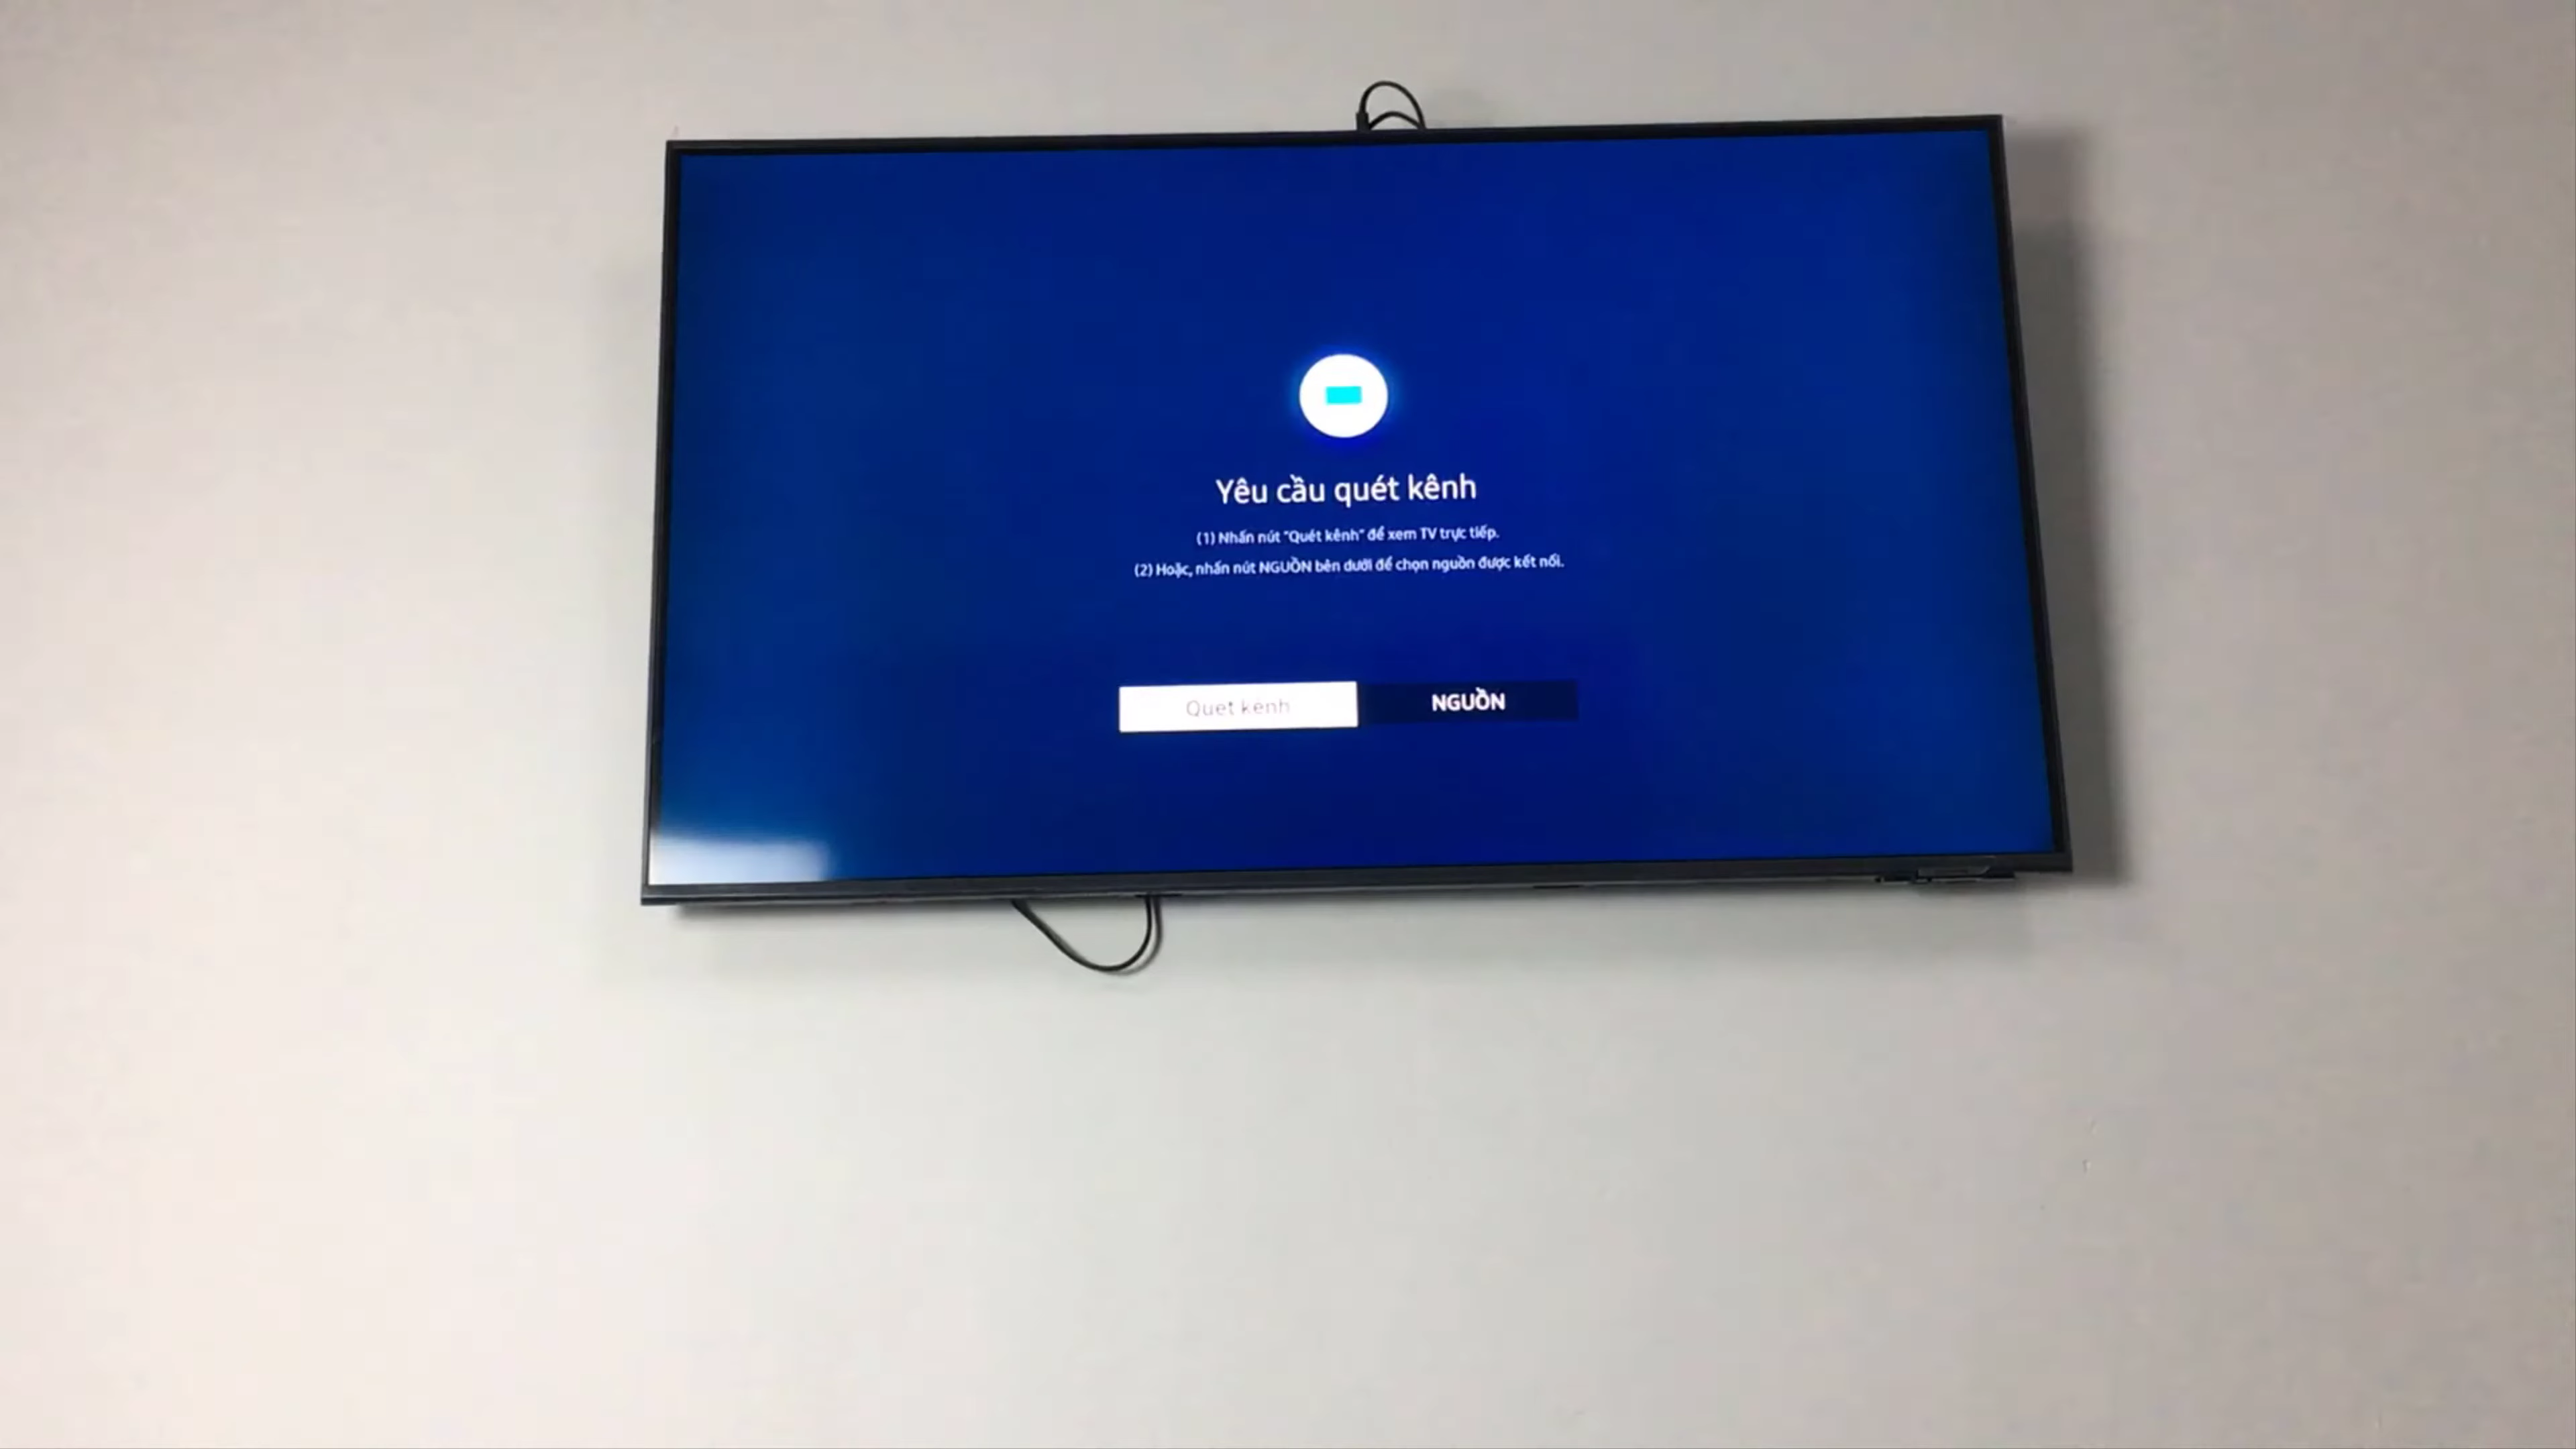 Yêu cầu quét kênh
(1) Nhấn nút "Quét kênh" để xem TV trực tiếp.
(2) Hoặc, nhấn nút NGUỒN bên dưới để chọn nguồn được kết nối.
Quét kênh
NGUỒN